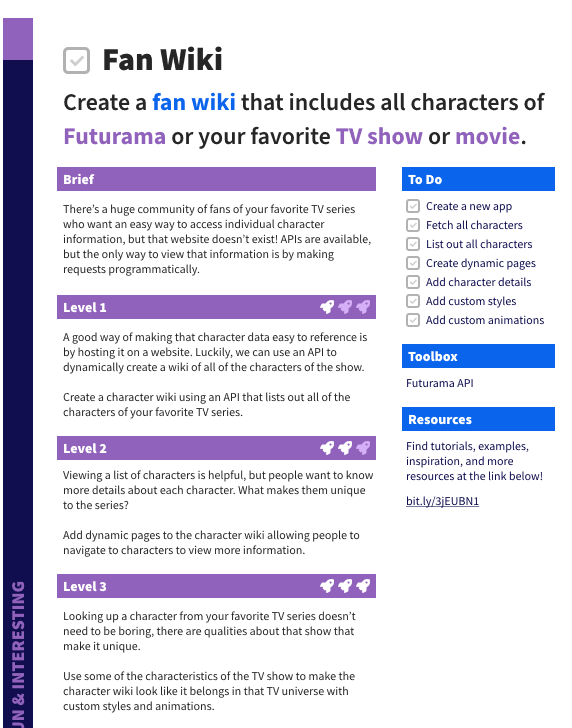 Fan Wiki
Create a fan wiki that includes all characters of
Futurama or your favorite TV show or movie.
Brief
There's a huge community of fans of your favorite TV series
who want an easy way to access individual character
information, but that website doesn't exist! APIs are available,
but the only way to view that information is by making
requests programmatically.
Level 1
A good way of making that character data easy to reference is
by hosting it on a website. Luckily, we can use an API to
dynamically create a wiki of all of the characters of the show.
Create a character wiki using an API that lists out all of the
characters of your favorite TV series.
Level 2
Viewing a list of characters is helpful, but people want to know
more details about each character. What makes them unique
to the series?
Add dynamic pages to the character wiki allowing people to
navigate to characters to view more information.
Level 3
Looking up a character from your favorite TV series doesn't
need to be boring, there are qualities about that show that
make it unique.
Use some of the characteristics of the TV show to make the
character wiki look like it belongs in that TV universe with
custom styles and animations.
To Do
Create a new app
Fetch all characters
List out all characters
Create dynamic pages
Add character details
Add custom styles
Add custom animations
Toolbox
Futurama API
Resources
Find tutorials, examples,
inspiration, and more
resources at the link below!
bit.ly/3jEUBN1
UN & INTERESTING